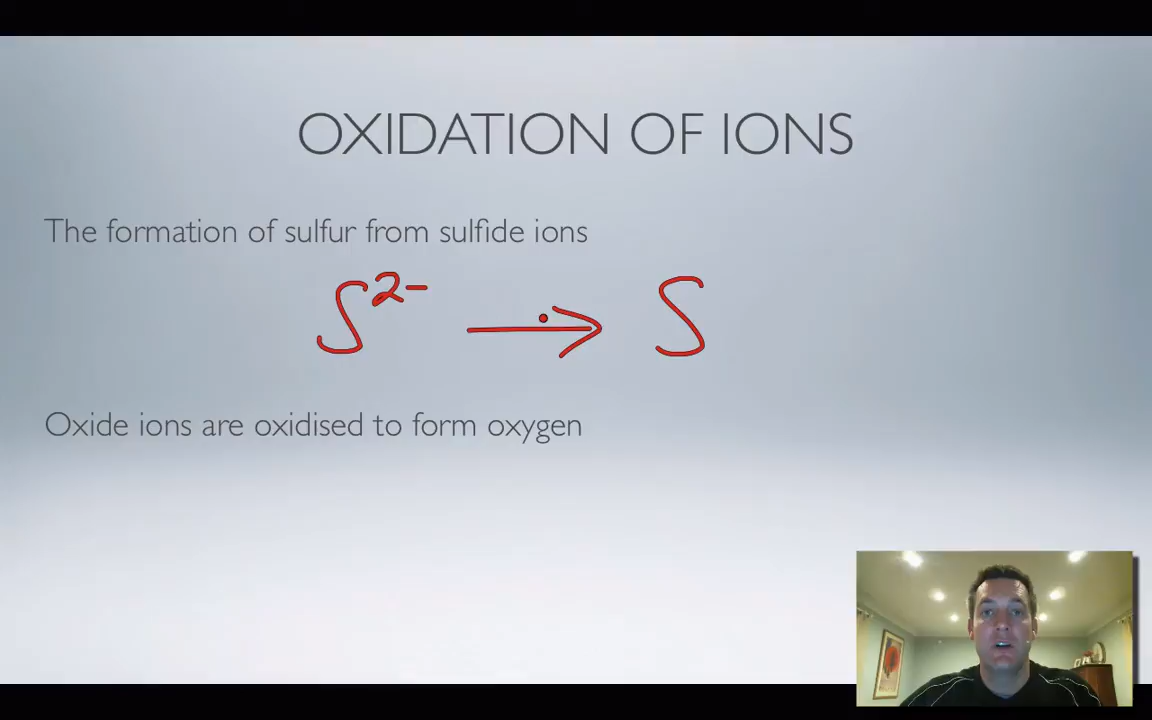 OXIDATION OF IONS
The formation of sulfur from sulfide ions
S²⁻ → S
Oxide ions are oxidised to form oxygen